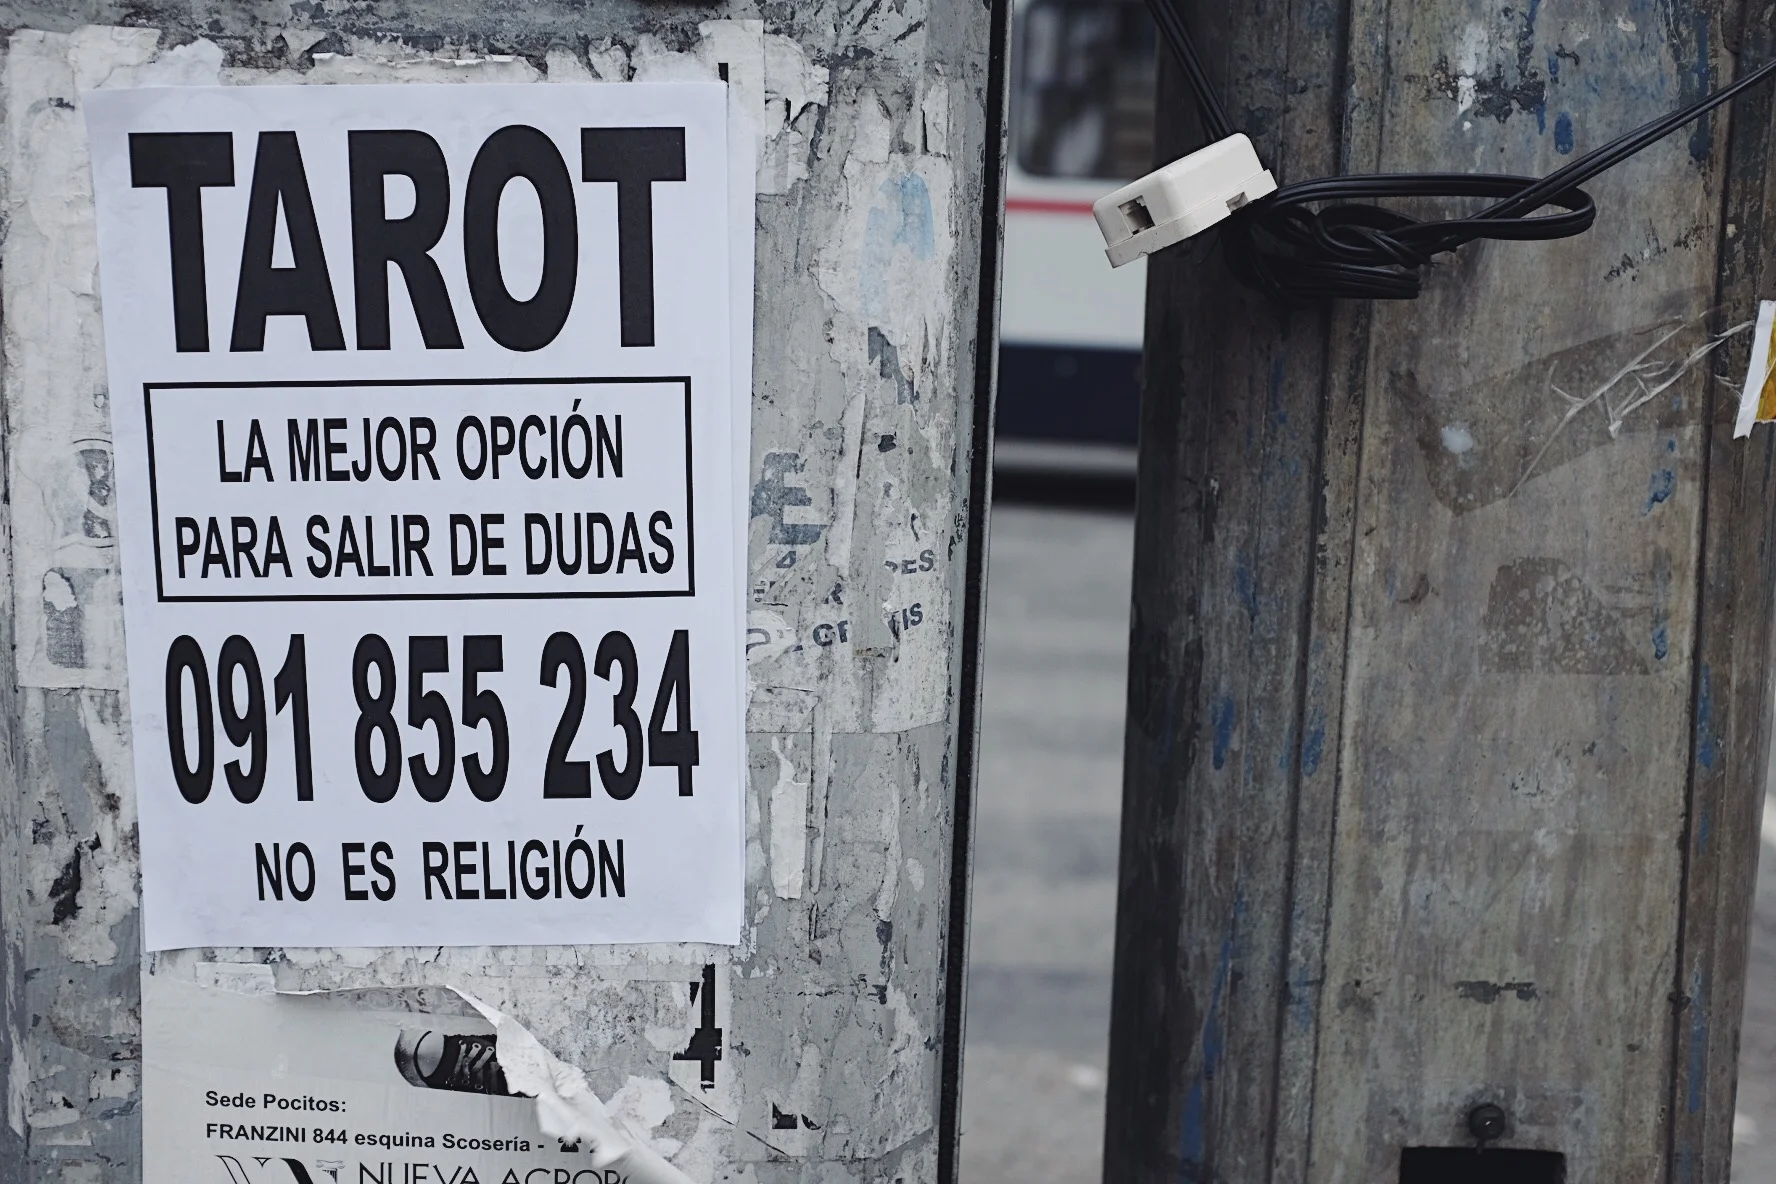 TAROT
LA MEJOR OPCIÓN
PARA SALIR DE DUDAS
091 855 234
NO ES RELIGIÓN
Sede Pocitos:
FRANZINI 844 esquina Scosería -
NUEVA